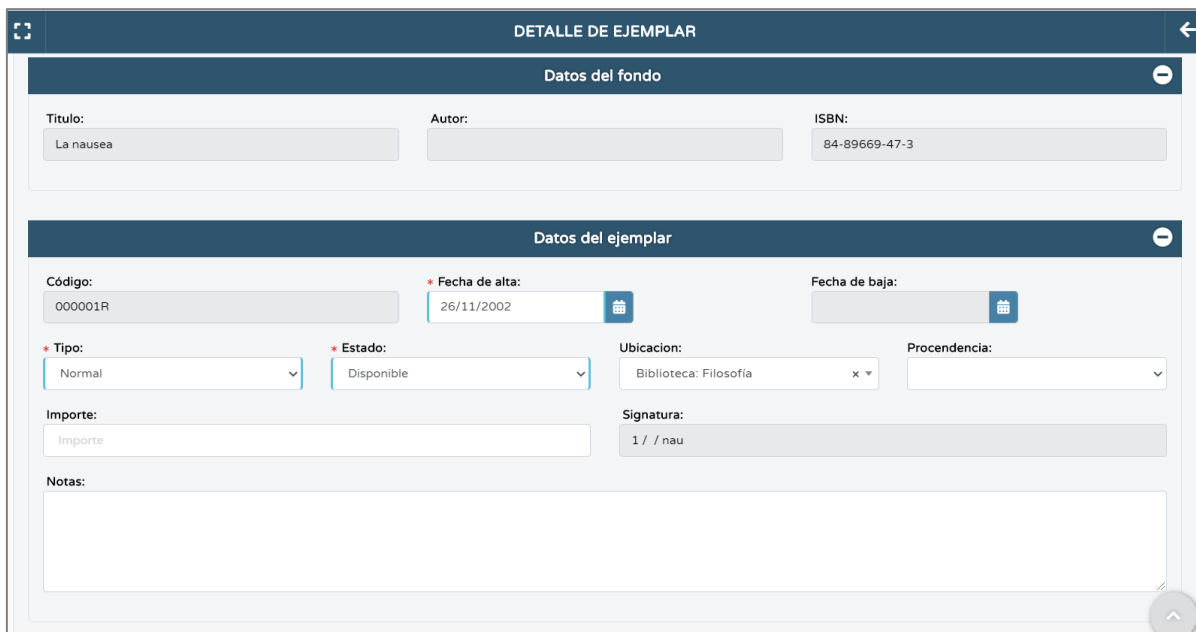 DETALLE DE EJEMPLAR
Datos del fondo
Titulo: Autor: ISBN:
La nausea 84-89669-47-3
Datos del ejemplar
Código: * Fecha de alta: Fecha de baja:
000001R 26/11/2002
* Tipo: * Estado: Ubicacion: Procendencia:
Normal Disponible Biblioteca: Filosofía x
Importe: Signatura:
Importe 1 / / nau
Notas: